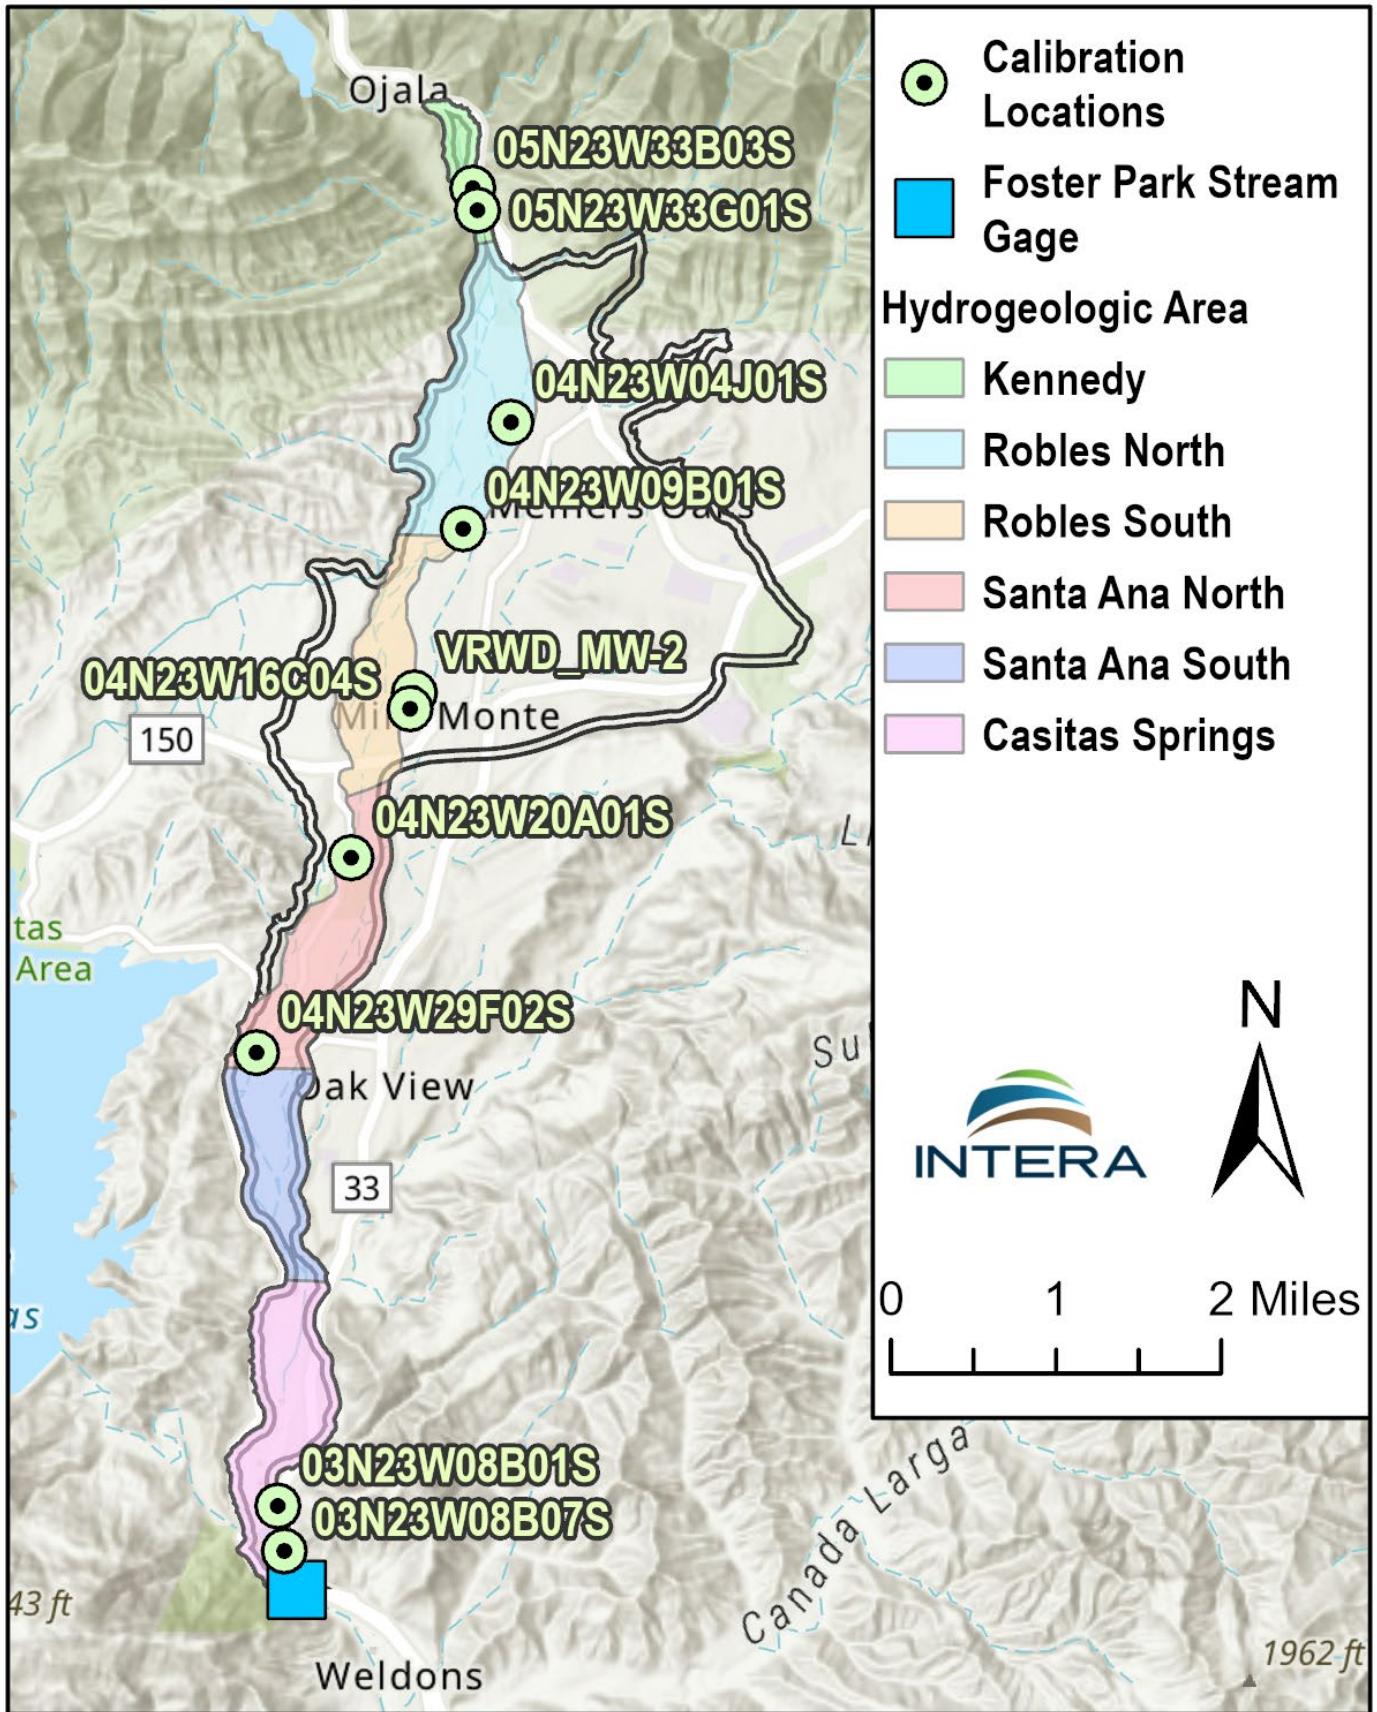 Ojala
05N23W33B03S
05N23W33G01S
04N23W04J01S
04N23W09B01S
VRWD_MW-2
04N23W16C04S
Monte
150
04N23W20A01S
tas
Area
04N23W29F02S
Oak View
33
as
03N23W08B01S
03N23W08B07S
43 ft
Weldons
Canada Larga
1962 ft
Su
Calibration
Locations
Foster Park Stream
Gage
Hydrogeologic Area
Kennedy
Robles North
Robles South
Santa Ana North
Santa Ana South
Casitas Springs
N
INTERA
0 1 2 Miles